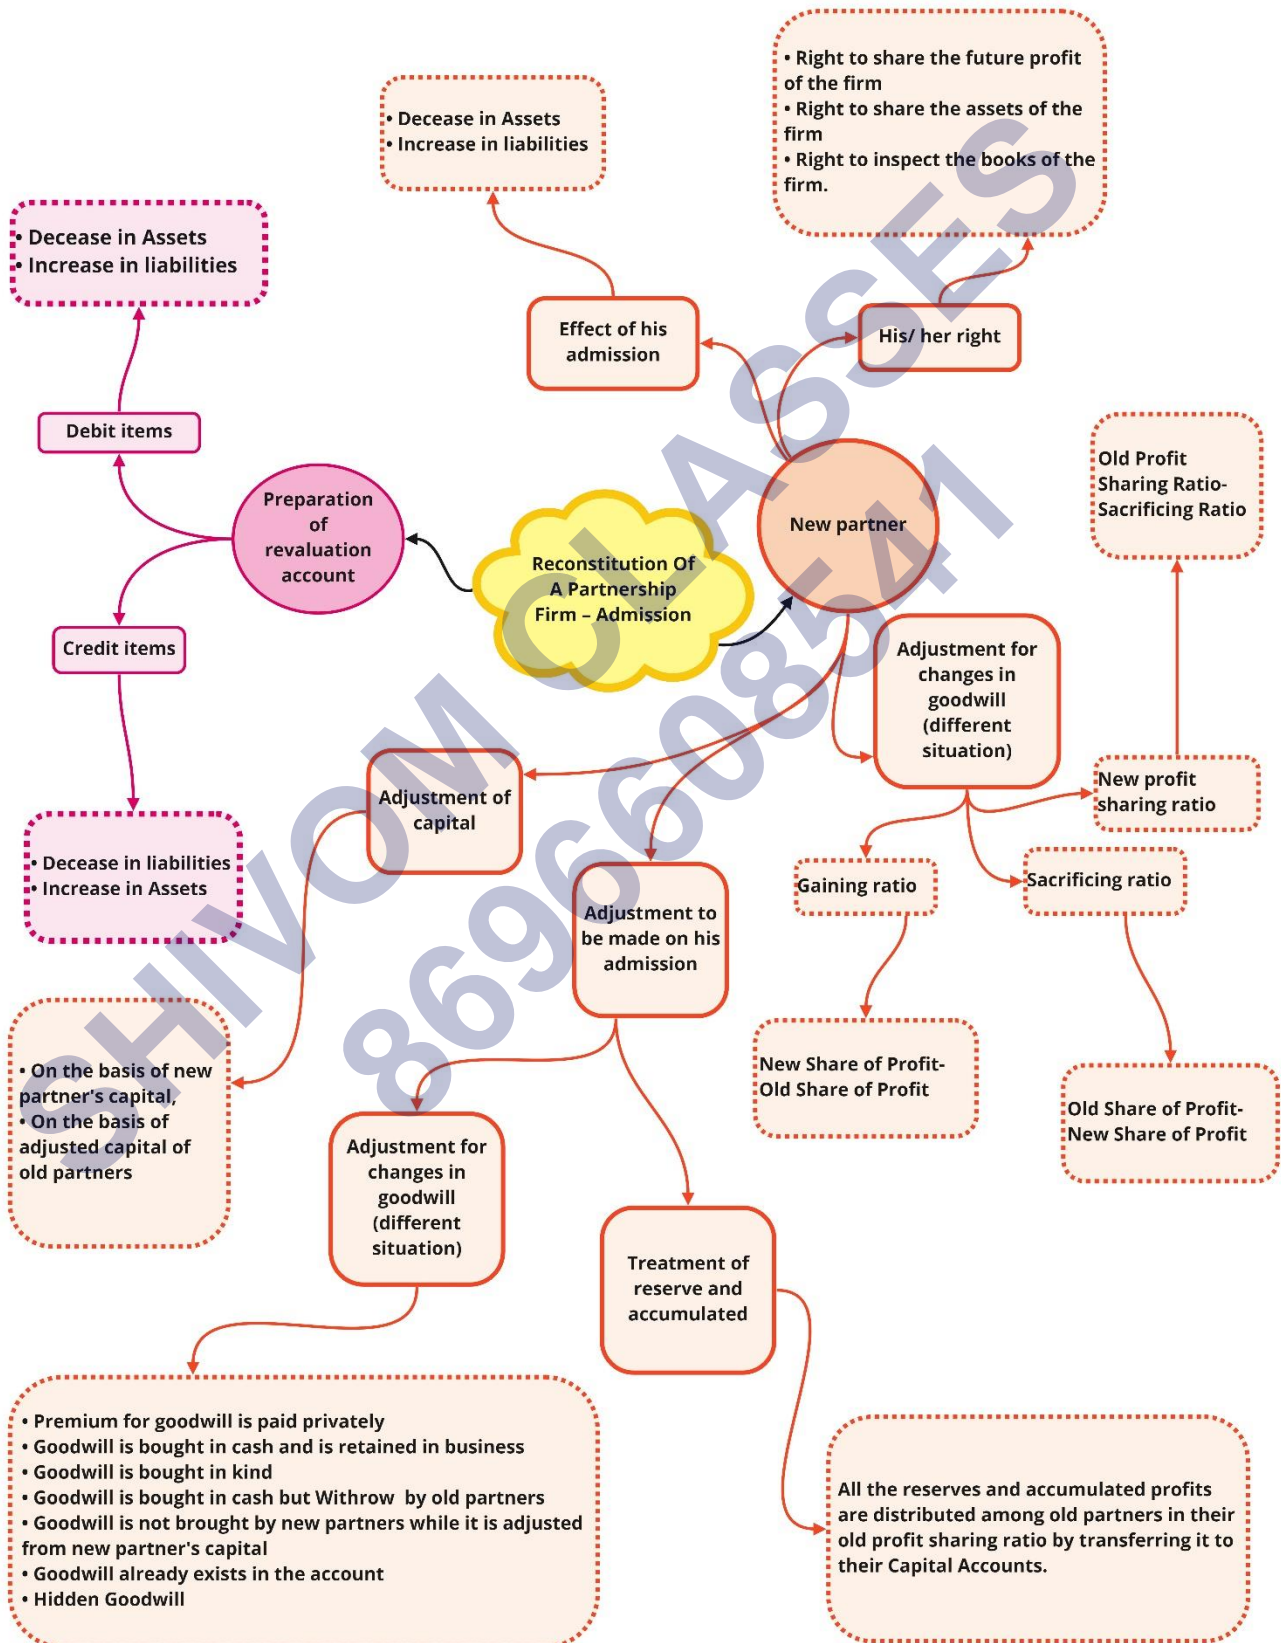 • Right to share the future profit
of the firm
• Right to share the assets of the
firm
• Right to inspect the books of the
firm.
• Decease in Assets
• Increase in liabilities
• Decease in Assets
• Increase in liabilities
Effect of his
admission
His/ her right
Debit items
Old Profit
Sharing Ratio-
Sacrificing Ratio
Preparation
of
revaluation
account
New partner
Reconstitution Of
A Partnership
Firm – Admission
Credit items
Adjustment for
changes in
goodwill
(different
situation)
Adjustment of
capital
New profit
sharing ratio
• Decease in liabilities
• Increase in Assets
Gaining ratio
Sacrificing ratio
Adjustment to
be made on his
admission
New Share of Profit-
Old Share of Profit
• On the basis of new
partner's capital,
• On the basis of
adjusted capital of
old partners
Old Share of Profit-
New Share of Profit
Adjustment for
changes in
goodwill
(different
situation)
Treatment of
reserve and
accumulated
• Premium for goodwill is paid privately
• Goodwill is bought in cash and is retained in business
• Goodwill is bought in kind
• Goodwill is bought in cash but Withrow  by old partners
• Goodwill is not brought by new partners while it is adjusted
from new partner's capital
• Goodwill already exists in the account
• Hidden Goodwill
All the reserves and accumulated profits
are distributed among old partners in their
old profit sharing ratio by transferring it to
their Capital Accounts.
SHIVOM CLASSES
8696608541